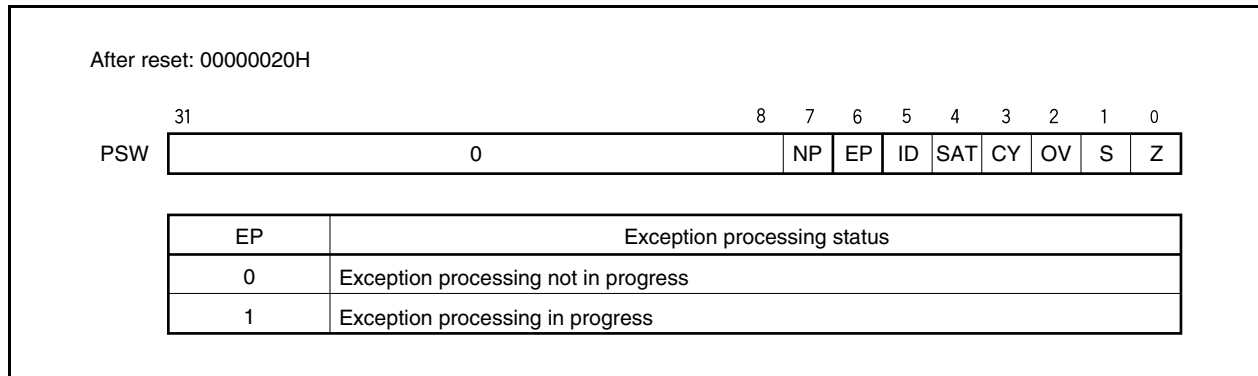 After reset: 00000020H
31 8 7 6 5 4 3 2 1 0
PSW 0 NP EP ID SAT CY OV S Z
EP Exception processing status
0 Exception processing not in progress
1 Exception processing in progress